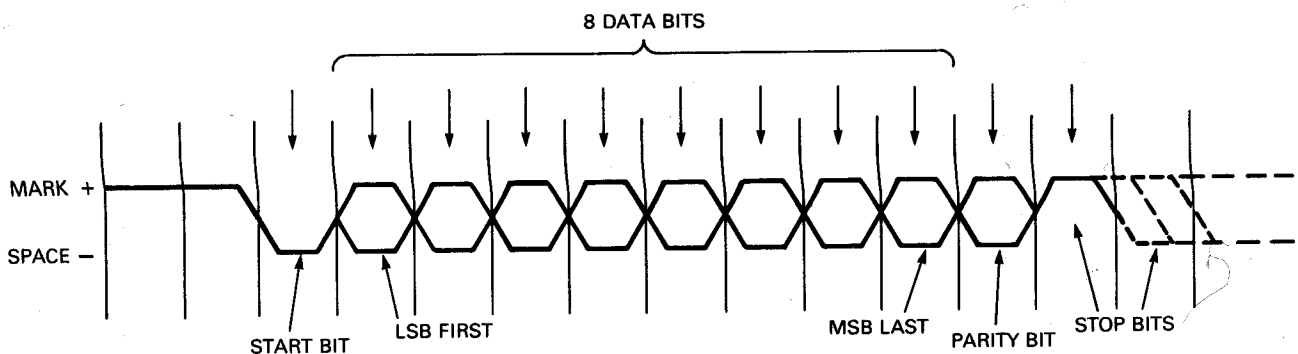 8 DATA BITS
MARK +
SPACE –
START BIT
LSB FIRST
MSB LAST
PARITY BIT
STOP BITS